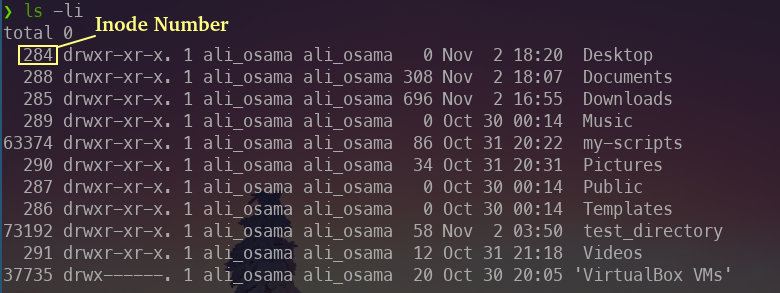 ❯ ls -li
Inode Number
total 0
  284 drwxr-xr-x. 1 ali_osama ali_osama   0 Nov  2 18:20  Desktop
  288 drwxr-xr-x. 1 ali_osama ali_osama 308 Nov  2 18:07  Documents
  285 drwxr-xr-x. 1 ali_osama ali_osama 696 Nov  2 16:55  Downloads
  289 drwxr-xr-x. 1 ali_osama ali_osama   0 Oct 30 00:14  Music
63374 drwxr-xr-x. 1 ali_osama ali_osama  86 Oct 31 20:22  my-scripts
  290 drwxr-xr-x. 1 ali_osama ali_osama  34 Oct 31 20:31  Pictures
  287 drwxr-xr-x. 1 ali_osama ali_osama   0 Oct 30 00:14  Public
  286 drwxr-xr-x. 1 ali_osama ali_osama   0 Oct 30 00:14  Templates
73192 drwxr-xr-x. 1 ali_osama ali_osama  58 Nov  2 03:50  test_directory
  291 drwxr-xr-x. 1 ali_osama ali_osama  12 Oct 31 21:18  Videos
37735 drwx------. 1 ali_osama ali_osama  20 Oct 30 20:05 'VirtualBox VMs'